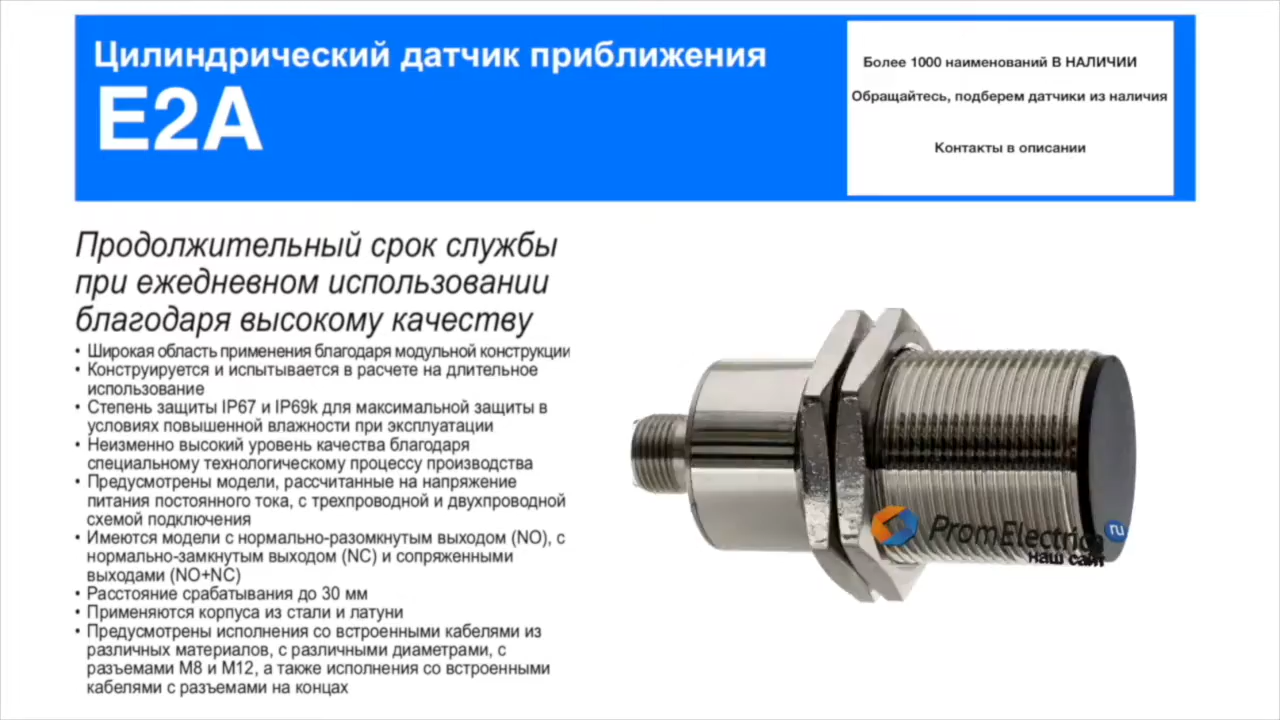 Цилиндрический датчик приближения
E2A
Более 1000 наименований В НАЛИЧИИ
Обращайтесь, подберем датчики из наличия
Контакты в описании
Продолжительный срок службы
при ежедневном использовании
благодаря высокому качеству
• Широкая область применения благодаря модульной конструкции
• Конструируется и испытывается в расчете на длительное
использование
• Степень защиты IP67 и IP69k для максимальной защиты в
условиях повышенной влажности при эксплуатации
• Неизменно высокий уровень качества благодаря
специальному технологическому процессу производства
• Предусмотрены модели, рассчитанные на напряжение
питания постоянного тока, с трехпроводной и двухпроводной
схемой подключения
• Имеются модели с нормально-разомкнутым выходом (NO), с
нормально-замкнутым выходом (NC) и сопряженными
выходами (NO+NC)
• Расстояние срабатывания до 30 мм
• Применяются корпуса из стали и латуни
• Предусмотрены исполнения со встроенными кабелями из
различных материалов, с различными диаметрами, с
разъемами M8 и M12, а также исполнения со встроенными
кабелями с разъемами на концах
PromElectrica ru
наш сайт